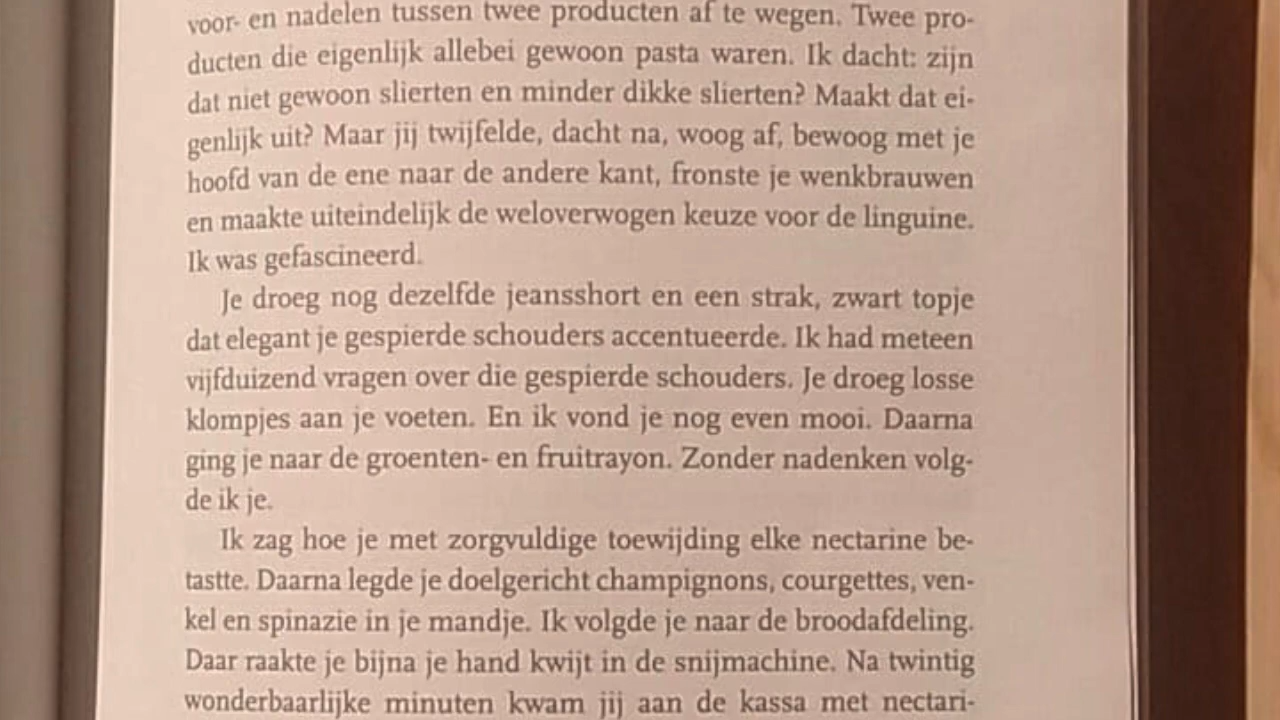 voor- en nadelen tussen twee producten af te wegen. Twee pro-
ducten die eigenlijk allebei gewoon pasta waren. Ik dacht: zijn
dat niet gewoon slierten en minder dikke slierten? Maakt dat ei-
genlijk uit? Maar jij twijfelde, dacht na, woog af, bewoog met je
hoofd van de ene naar de andere kant, fronste je wenkbrauwen
en maakte uiteindelijk de weloverwogen keuze voor de linguine.
Ik was gefascineerd.
Je droeg nog dezelfde jeansshort en een strak, zwart topje
dat elegant je gespierde schouders accentueerde. Ik had meteen
vijfduizend vragen over die gespierde schouders. Je droeg losse
klompjes aan je voeten. En ik vond je nog even mooi. Daarna
ging je naar de groenten- en fruitrayon. Zonder nadenken volg-
de ik je.
Ik zag hoe je met zorgvuldige toewijding elke nectarine be-
tastte. Daarna legde je doelgericht champignons, courgettes, ven-
kel en spinazie in je mandje. Ik volgde je naar de broodafdeling.
Daar raakte je bijna je hand kwijt in de snijmachine. Na twintig
wonderbaarlijke minuten kwam jij aan de kassa met nectari-